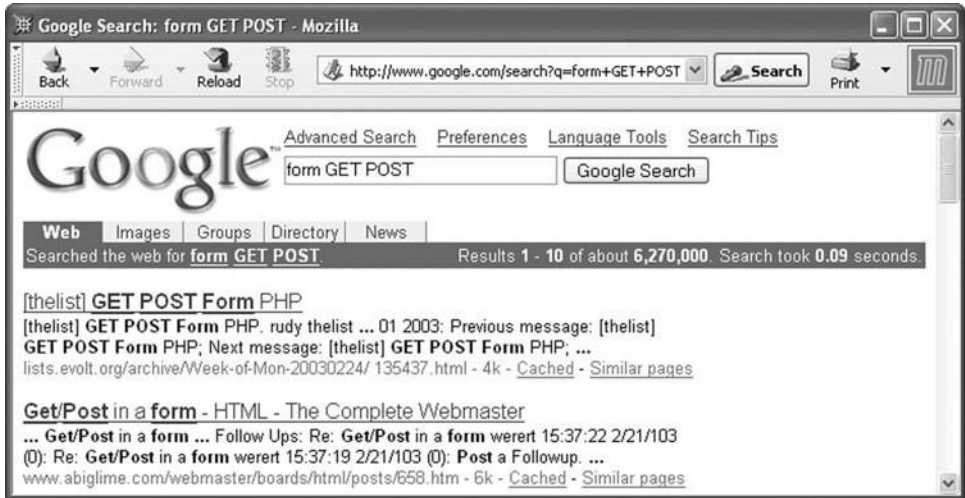 Google Search: form GET POST - Mozilla
Back Forward Reload Stop http://www.google.com/search?q=form+GET+POST Search Print
Google™
Advanced Search Preferences Language Tools Search Tips
form GET POST Google Search
Web Images Groups Directory News
Searched the web for form GET POST. Results 1 - 10 of about 6,270,000. Search took 0.09 seconds.
[thelist] GET POST Form PHP
[thelist] GET POST Form PHP. rudy thelist ... 01 2003: Previous message: [thelist]
GET POST Form PHP; Next message: [thelist] GET POST Form PHP; ...
lists.evolt.org/archive/Week-of-Mon-20030224/ 135437.html - 4k - Cached - Similar pages
Get/Post in a form - HTML - The Complete Webmaster
... Get/Post in a form ... Follow Ups: Re: Get/Post in a form werert 15:37:22 2/21/103
(0): Re: Get/Post in a form werert 15:37:19 2/21/103 (0): Post a Followup. ...
www.abiglime.com/webmaster/boards/html/posts/658.htm - 6k - Cached - Similar pages